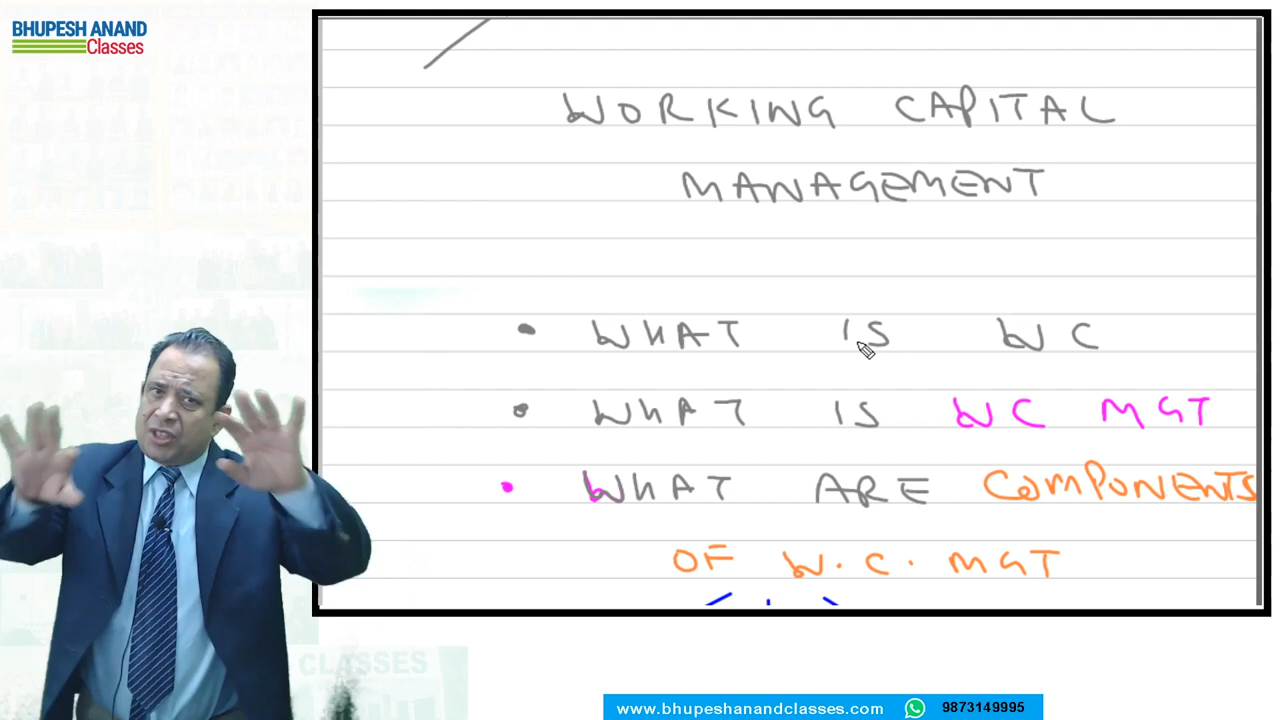 BHUPESH ANAND
Classes
WORKING CAPITAL
MANAGEMENT
• WHAT IS WC
• WHAT IS WC MGT
• WHAT ARE COMPONENTS
OF W.C. MGT
CLASSES
www.bhupeshanandclasses.com 9873149995